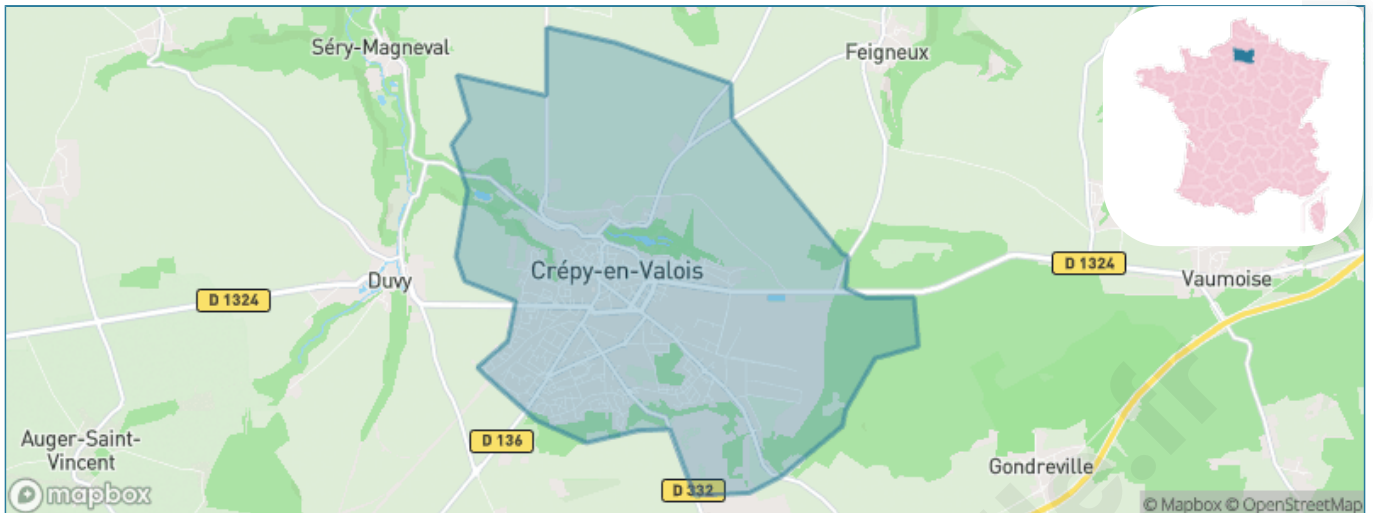 Séry-Magneval
Feigneux
Crépy-en-Valois
D 1324
Duvy
D 1324
Vaumoise
Auger-Saint-
Vincent
D 136
Gondreville
D 332
mapbox
© Mapbox © OpenStreetMap